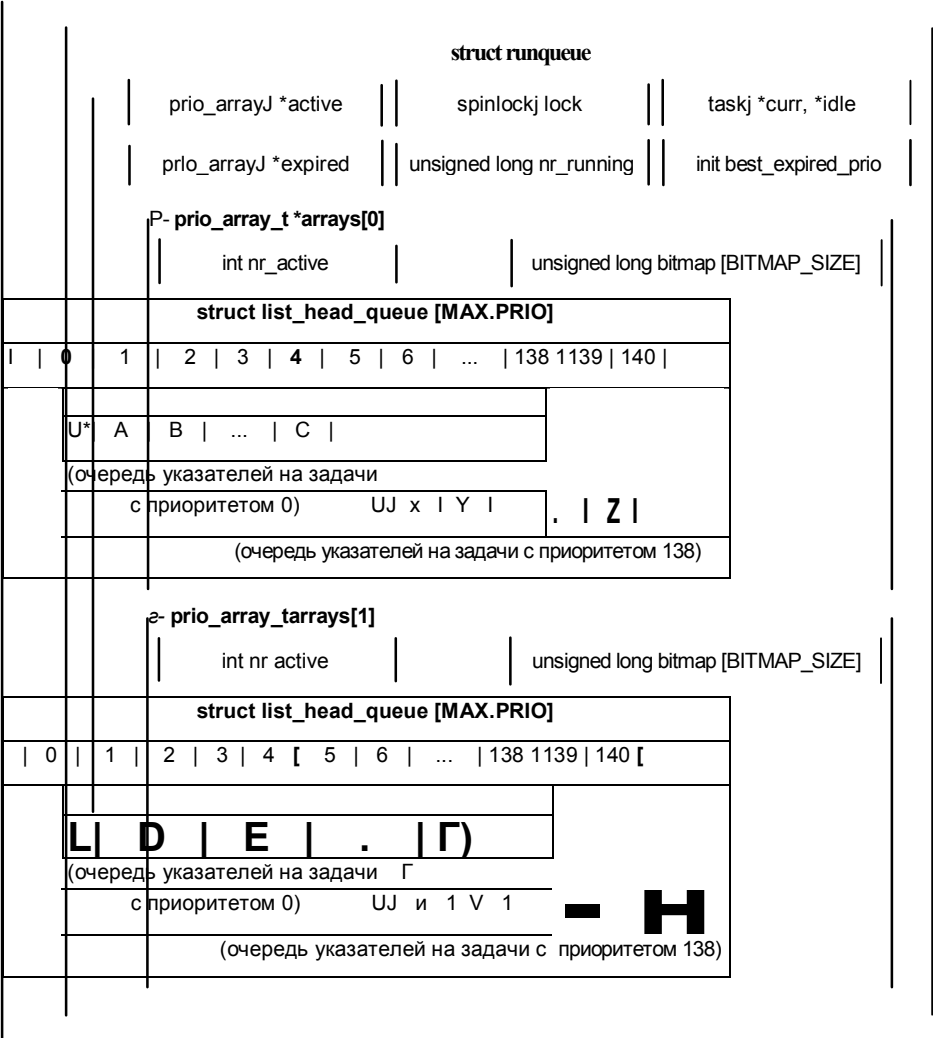 struct runqueue
prio_arrayJ *active | spinlockj lock | taskj *curr, *idle
prlo_arrayJ *expired | unsigned long nr_running | init best_expired_prio
P- prio_array_t *arrays[0]
int nr_active | unsigned long bitmap [BITMAP_SIZE]
struct list_head_queue [MAX.PRIO]
I | 0 1 | 2 | 3 | 4 | 5 | 6 | ... | 138 1139 | 140 |
U*| A | B | ... | C |
(очередь указателей на задачи
с приоритетом 0) UJ x I Y I . I Z I
(очередь указателей на задачи с приоритетом 138)
г- prio_array_tarrays[1]
int nr active | unsigned long bitmap [BITMAP_SIZE]
struct list_head_queue [MAX.PRIO]
| 0 | 1 | 2 | 3 | 4 [ 5 | 6 | ... | 138 1139 | 140 [
L| D | E | . | Г)
(очередь указателей на задачи Г
с приоритетом 0) UJ и 1 V 1 - H
(очередь указателей на задачи с приоритетом 138)